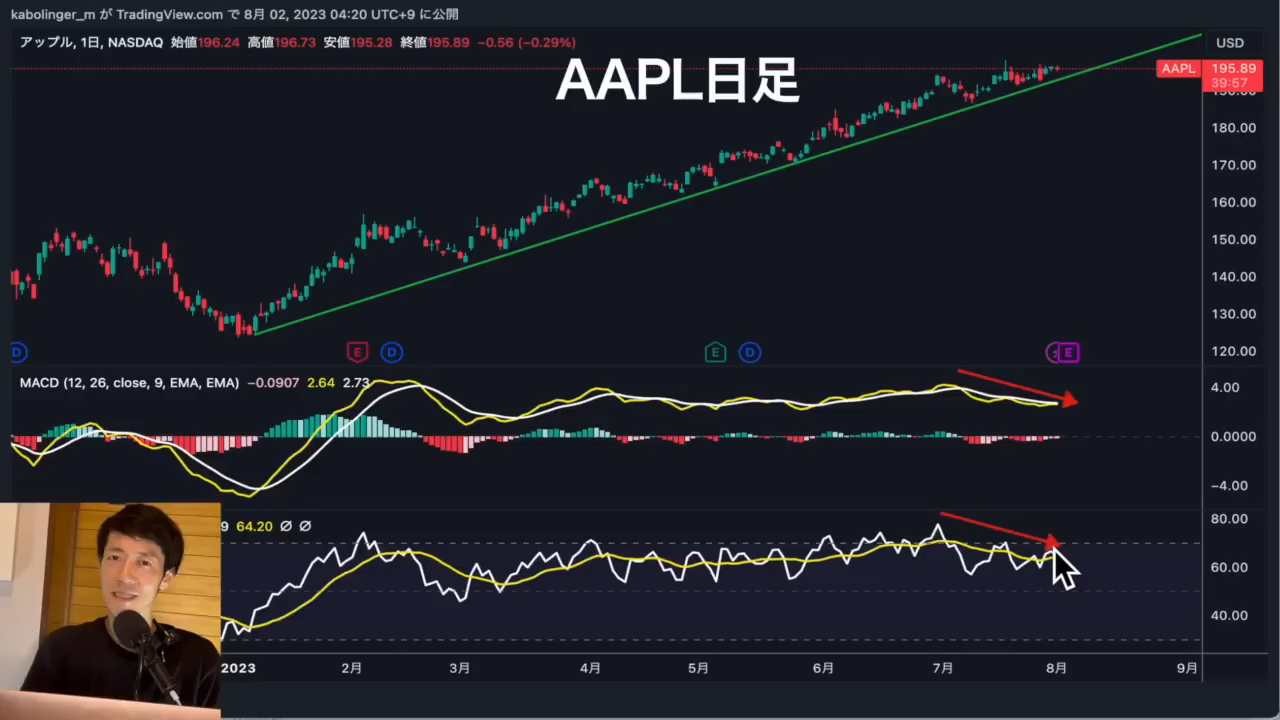 kabolinger_m が TradingView.com で 8月 02, 2023 04:20 UTC+9 に公開
アップル, 1日, NASDAQ 始値196.24 高値196.73 安値195.28 終値195.89 −0.56 (−0.29%)
USD
AAPL日足
AAPL 195.89
39:57
180.00
170.00
160.00
150.00
140.00
130.00
120.00
D E D E D E
MACD (12, 26, close, 9, EMA, EMA) −0.0907 2.64 2.73
4.00
0.0000
−4.00
9 64.20 Ø Ø
80.00
60.00
40.00
2023 2月 3月 4月 5月 6月 7月 8月 9月